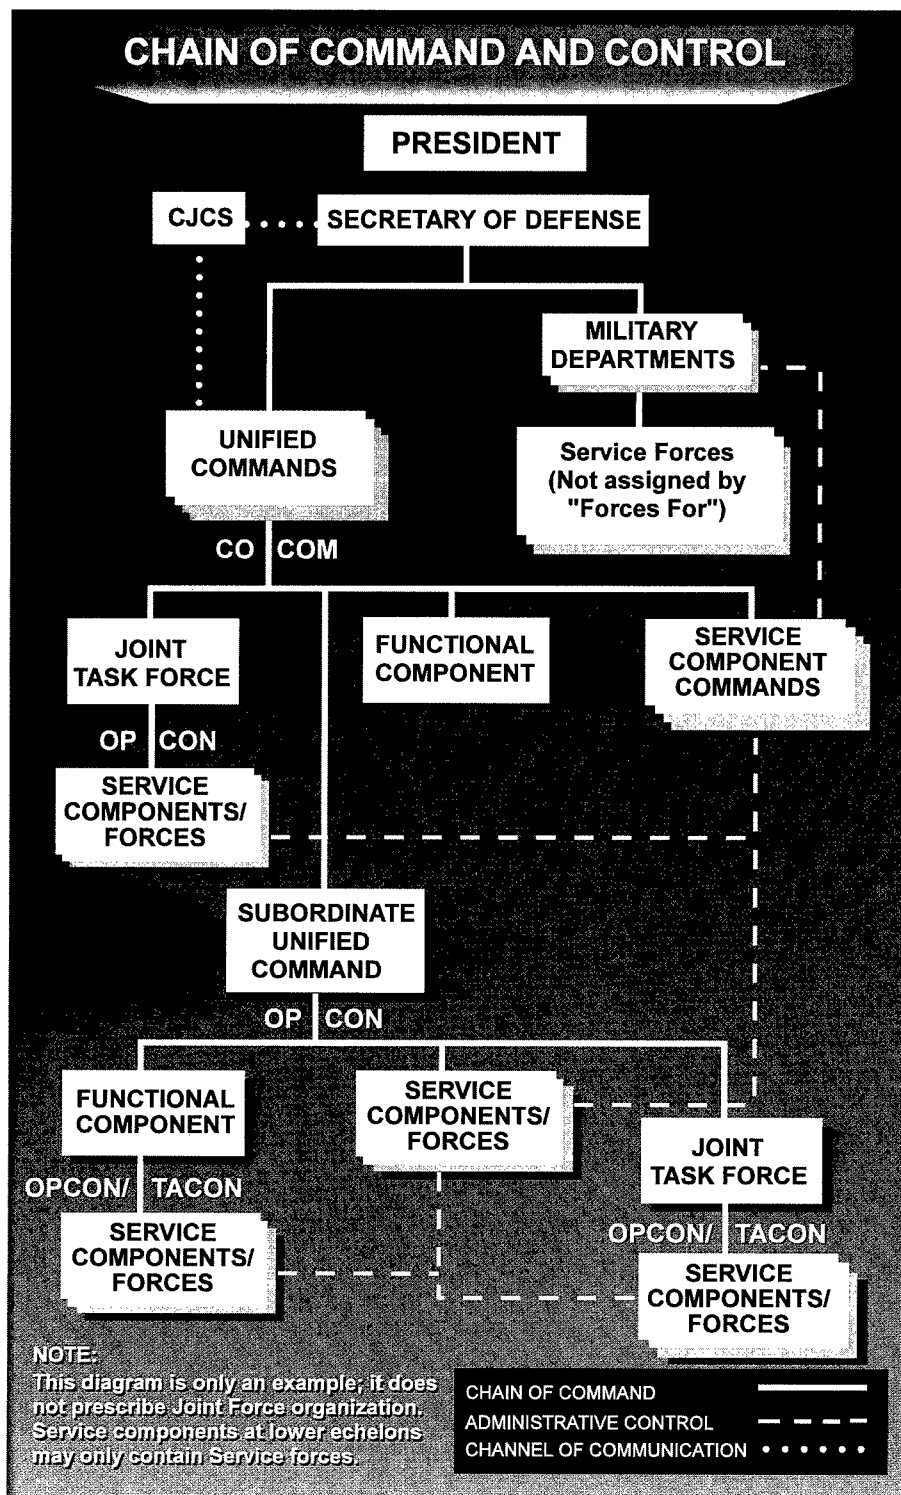 CHAIN OF COMMAND AND CONTROL
PRESIDENT
CJCS
SECRETARY OF DEFENSE
MILITARY
DEPARTMENTS
UNIFIED
COMMANDS
Service Forces
(Not assigned by
"Forces For")
CO COM
JOINT
TASK FORCE
FUNCTIONAL
COMPONENT
SERVICE
COMPONENT
COMMANDS
OP CON
SERVICE
COMPONENTS/
FORCES
SUBORDINATE
UNIFIED
COMMAND
OP CON
FUNCTIONAL
COMPONENT
SERVICE
COMPONENTS/
FORCES
JOINT
TASK FORCE
OPCON/ TACON
OPCON/ TACON
SERVICE
COMPONENTS/
FORCES
SERVICE
COMPONENTS/
FORCES
NOTE:
This diagram is only an example; it does
not prescribe Joint Force organization.
Service components at lower echelons
may only contain Service forces.
CHAIN OF COMMAND
ADMINISTRATIVE CONTROL
CHANNEL OF COMMUNICATION